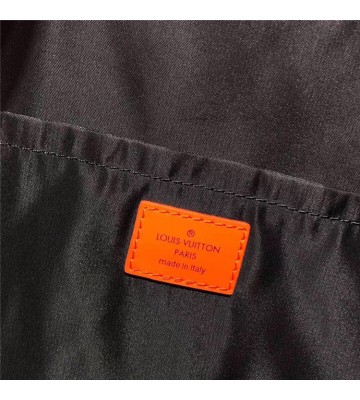 ®
LOUIS VUITTON
PARIS
made in italy